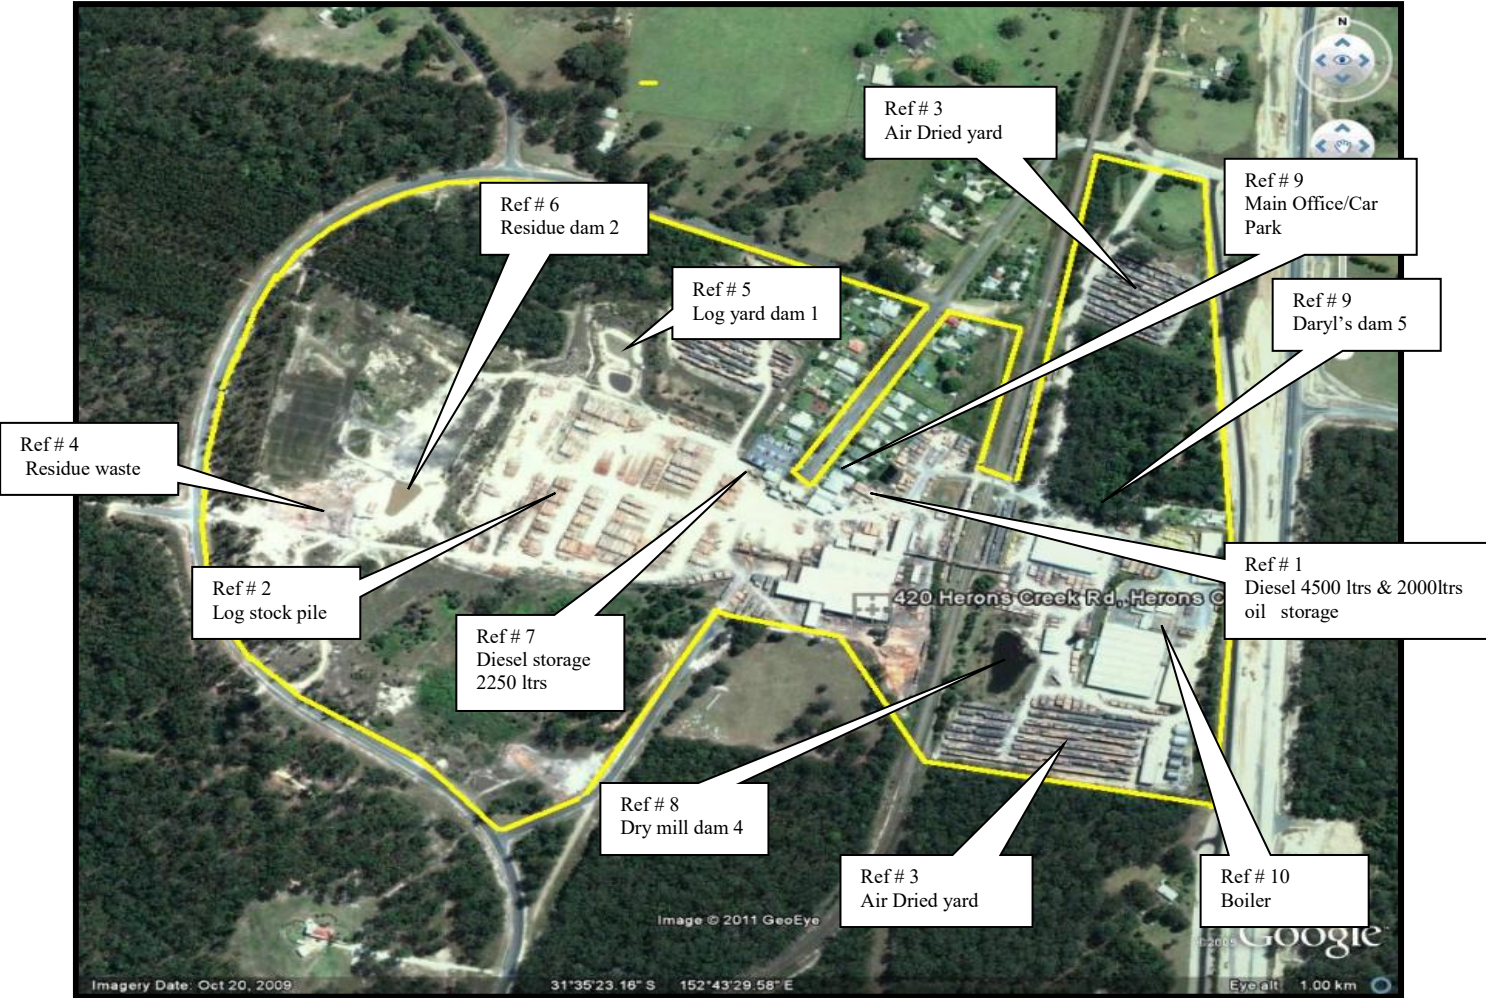 N
Ref # 3
Air Dried yard
Ref # 9
Main Office/Car
Park
Ref # 6
Residue dam 2
Ref # 5
Log yard dam 1
Ref # 9
Daryl’s dam 5
Ref # 4
Residue waste
Ref # 2
Log stock pile
Ref # 7
Diesel storage
2250 ltrs
Ref # 1
Diesel 4500 ltrs & 2000ltrs
oil storage
420 Herons Creek Rd, Herons C
Ref # 8
Dry mill dam 4
Ref # 3
Air Dried yard
Ref # 10
Boiler
Image © 2011 GeoEye
©2005 Google
Imagery Date: Oct 20, 2009
31°35'23.16" S 152°43'29.58" E
Eye alt 1.00 km